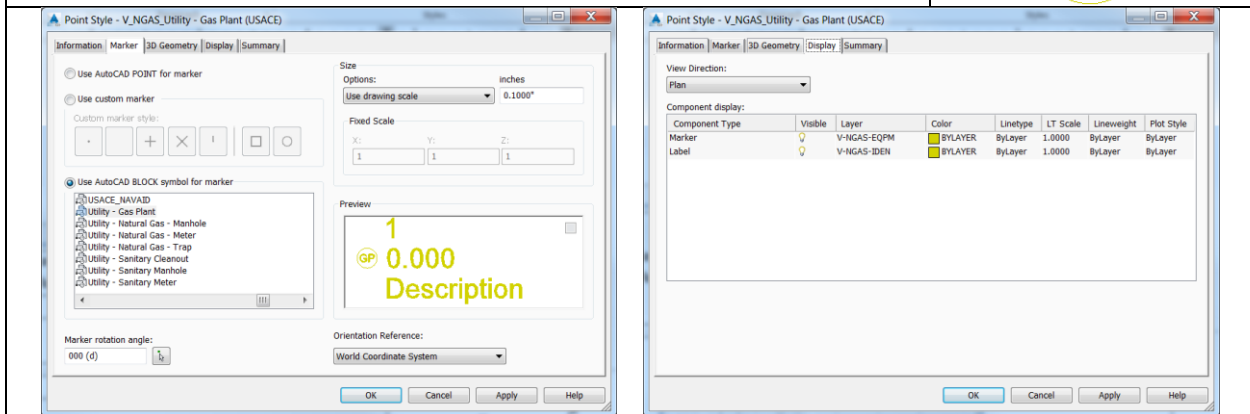 Point Style - V_NGAS_Utility - Gas Plant (USACE)
Information Marker 3D Geometry Display Summary
Use AutoCAD POINT for marker
Use custom marker
Custom marker style:
Use AutoCAD BLOCK symbol for marker
USACE_NAVAID
Utility - Gas Plant
Utility - Natural Gas - Manhole
Utility - Natural Gas - Meter
Utility - Natural Gas - Trap
Utility - Sanitary Cleanout
Utility - Sanitary Manhole
Utility - Sanitary Meter
Marker rotation angle:
000 (d)
Size
Options: inches
Use drawing scale 0.1000"
Fixed Scale
X: Y: Z:
1 1 1
Preview
1
GP 0.000
Description
Orientation Reference:
World Coordinate System
OK Cancel Apply Help
Point Style - V_NGAS_Utility - Gas Plant (USACE)
Information Marker 3D Geometry Display Summary
View Direction:
Plan
Component display:
Component Type Visible Layer Color Linetype LT Scale Lineweight Plot Style
Marker V-NGAS-EQPM BYLAYER ByLayer 1.0000 ByLayer ByLayer
Label V-NGAS-IDEN BYLAYER ByLayer 1.0000 ByLayer ByLayer
OK Cancel Apply Help